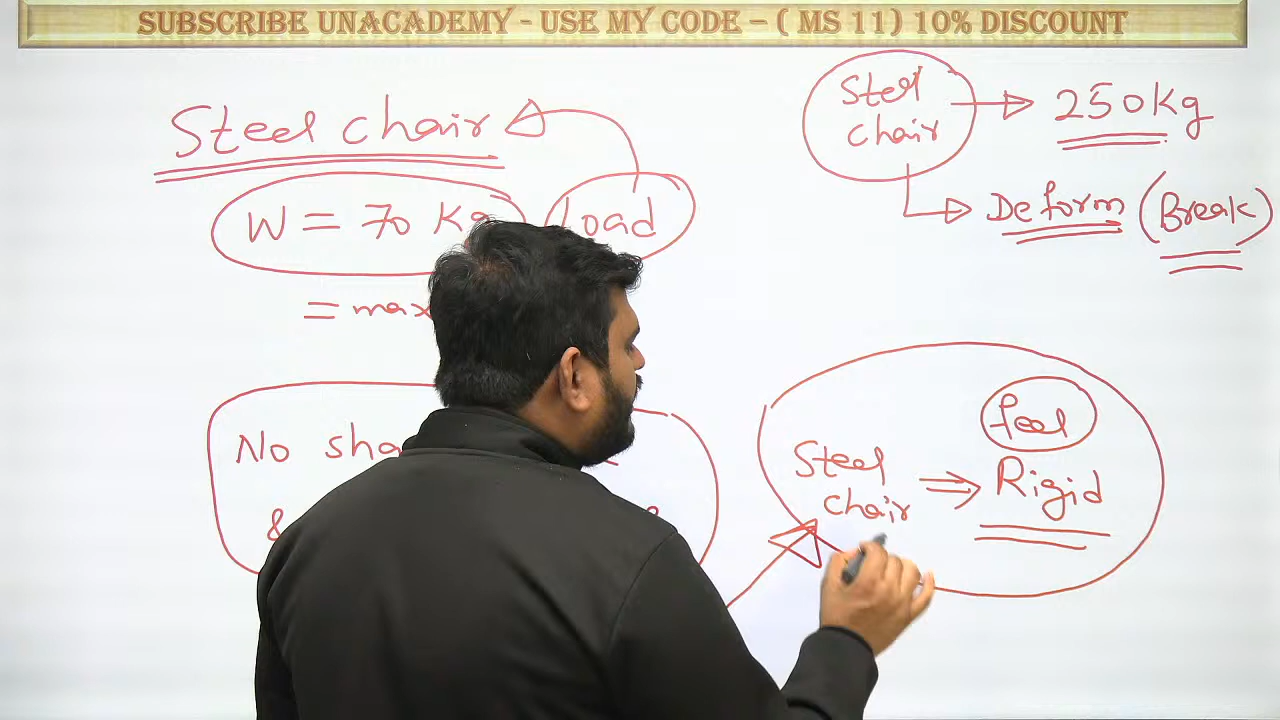 SUBSCRIBE UNACADEMY - USE MY CODE – ( MS 11) 10% DISCOUNT
Steel chair
W = 70 Kg
Load
= max
No sha
&
Steel
chair
250Kg
Deform (Break)
feel
Steel
chair
⇒ Rigid